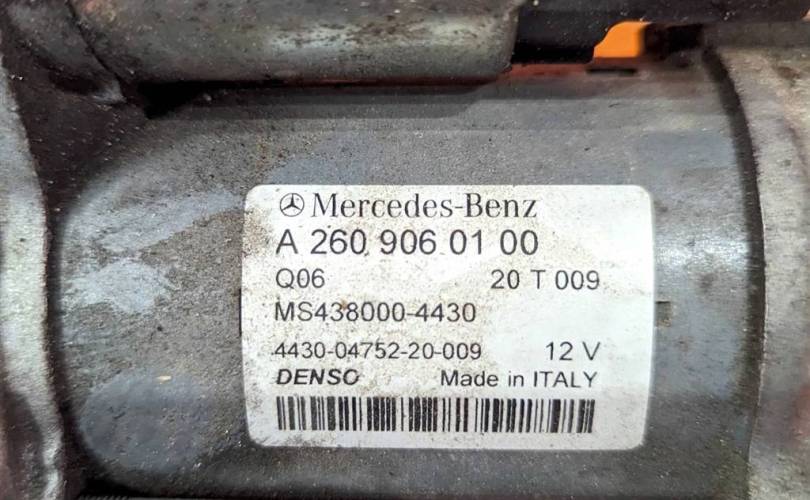 Mercedes-Benz
A 260 906 01 00
Q06 20 T 009
MS438000-4430
4430-04752-20-009 12 V
DENSO Made in ITALY